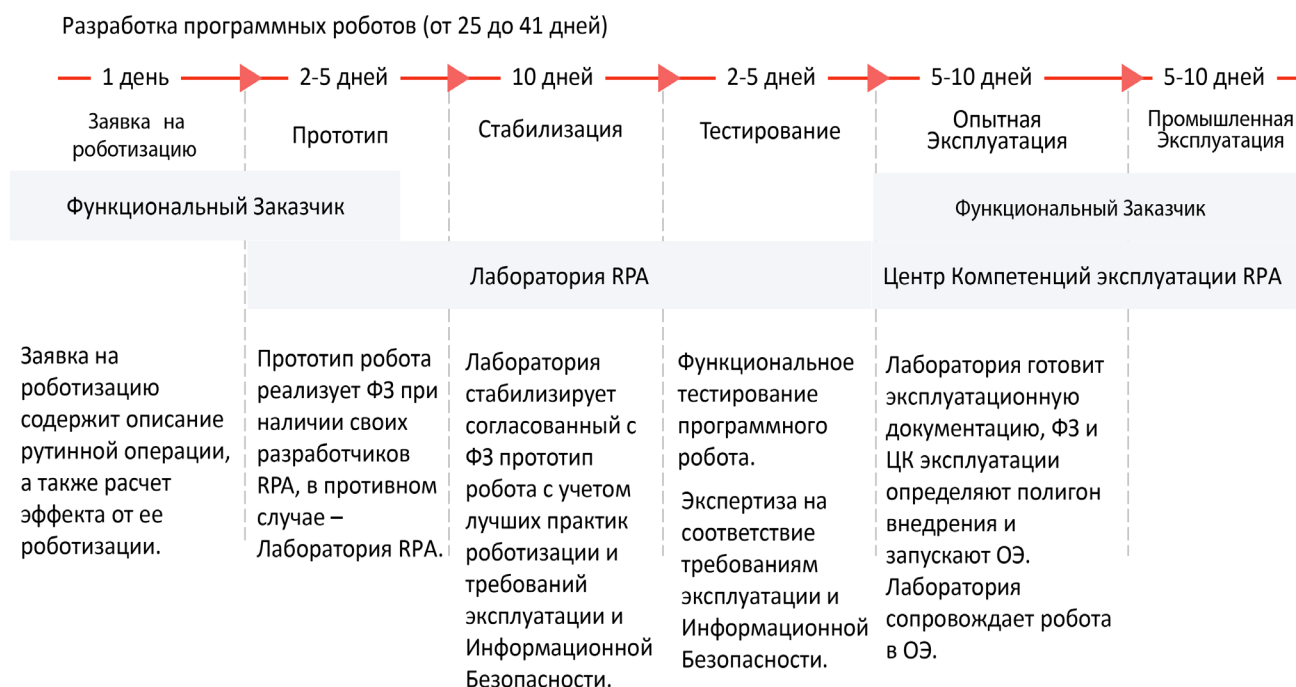 Разработка программных роботов (от 25 до 41 дней)
1 день
2-5 дней
10 дней
2-5 дней
5-10 дней
5-10 дней
Заявка на
роботизацию
Прототип
Стабилизация
Тестирование
Опытная
Эксплуатация
Промышленная
Эксплуатация
Функциональный Заказчик
Функциональный Заказчик
Лаборатория RPA
Центр Компетенций эксплуатации RPA
Заявка на
роботизацию
содержит описание
рутинной операции,
а также расчет
эффекта от ее
роботизации.
Прототип робота
реализует ФЗ при
наличии своих
разработчиков
RPA, в противном
случае –
Лаборатория RPA.
Лаборатория
стабилизирует
согласованный с
ФЗ прототип
робота с учетом
лучших практик
роботизации и
требований
эксплуатации и
Информационной
Безопасности.
Функциональное
тестирование
программного
робота.
Экспертиза на
соответствие
требованиям
эксплуатации и
Информационной
Безопасности.
Лаборатория готовит
эксплуатационную
документацию, ФЗ и
ЦК эксплуатации
определяют полигон
внедрения и
запускают ОЭ.
Лаборатория
сопровождает робота
в ОЭ.